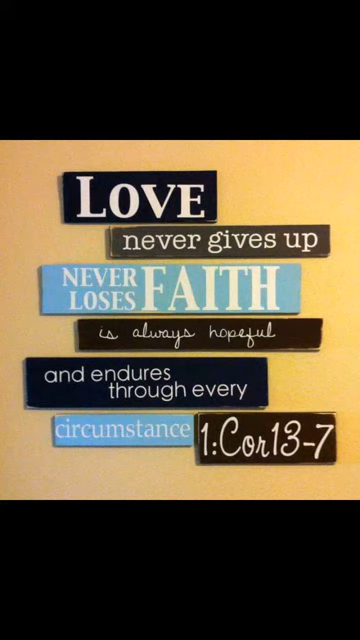 LOVE
never gives up
NEVER LOSES FAITH
is always hopeful
and endures
through every
circumstance
1:Cor13-7